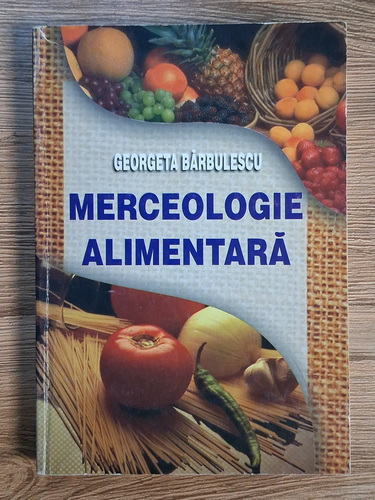 GEORGETA BĂRBULESCU
MERCEOLOGIE
ALIMENTARĂ